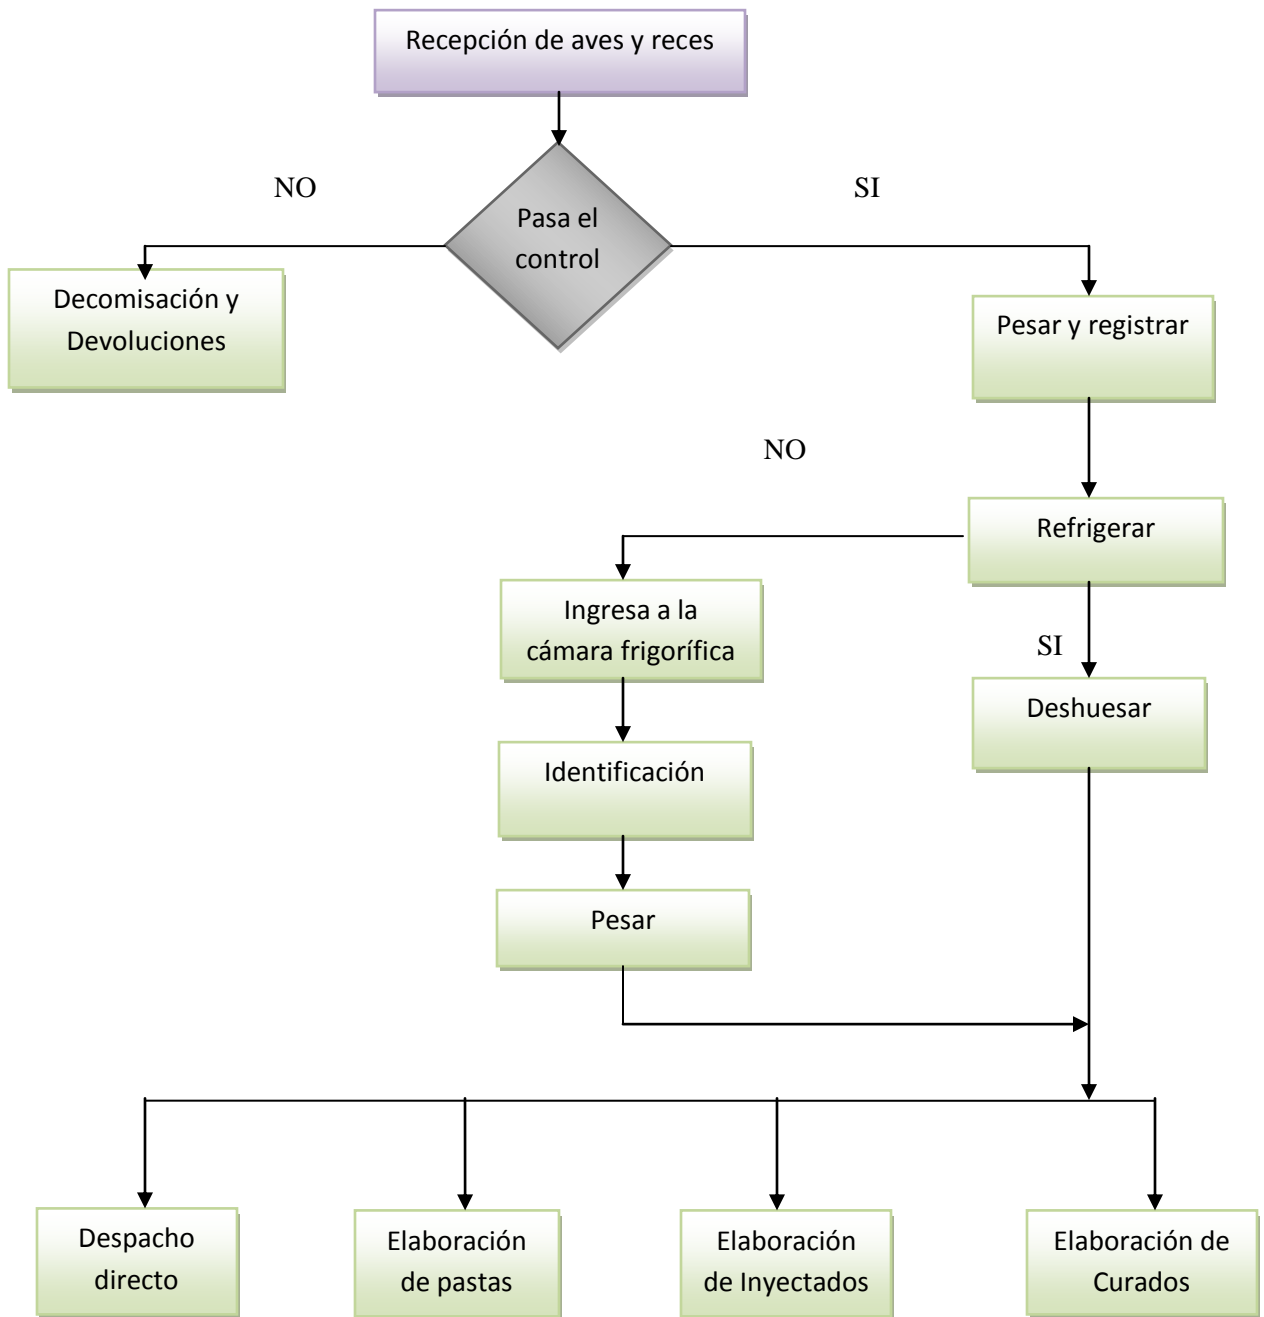 Recepción de aves y reces
NO
SI
Pasa el
control
Decomisación y
Devoluciones
Pesar y registrar
NO
Refrigerar
Ingresa a la
cámara frigorífica
SI
Deshuesar
Identificación
Pesar
Despacho
directo
Elaboración
de pastas
Elaboración
de Inyectados
Elaboración de
Curados